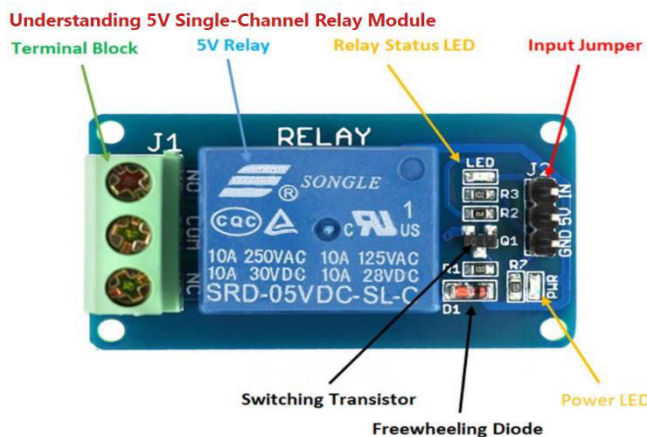 Understanding 5V Single-Channel Relay Module
Terminal Block
5V Relay
Relay Status LED
Input Jumper
J1
RELAY
NO
COM
NC
® SONGLE
CQC
c US
1
10A 250VAC 10A 125VAC
10A 30VDC 10A 28VDC
SRD-05VDC-SL-C
LED
R3
R2
Q1
R1
D1
J2
IN
5V
GND
R7
PWR
Switching Transistor
Power LED
Freewheeling Diode